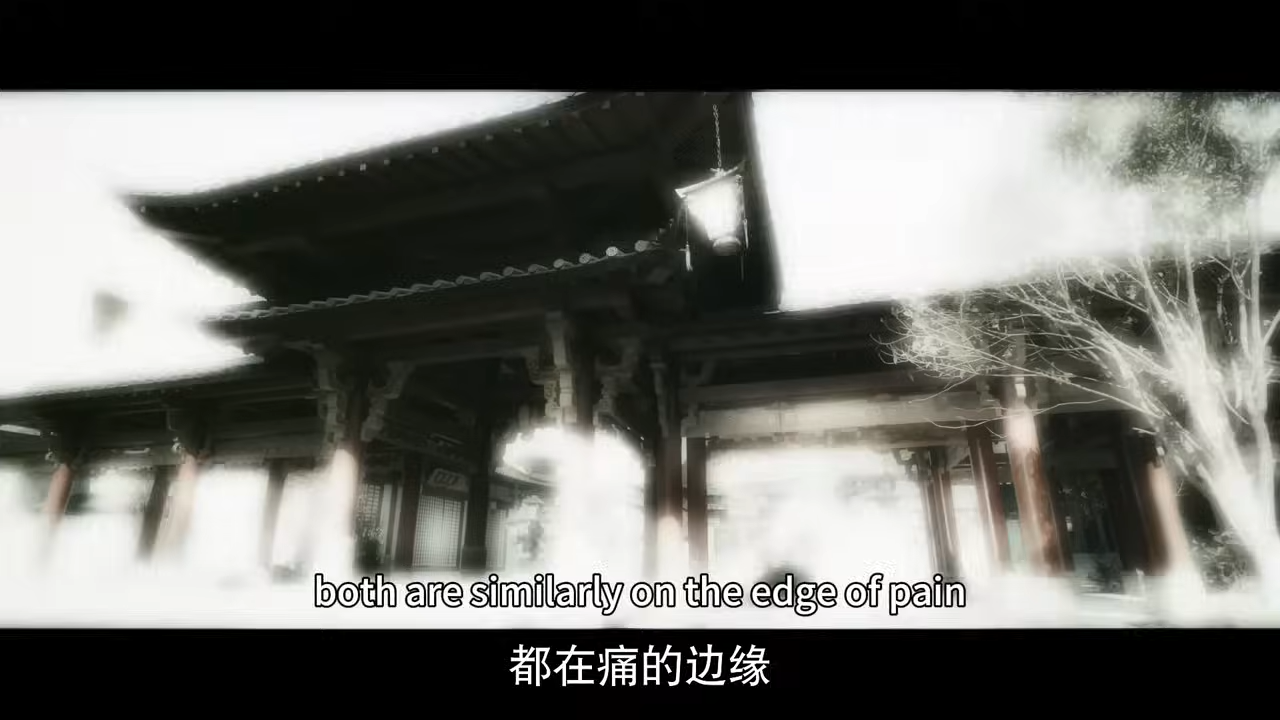 both are similarly on the edge of pain
都在痛的边缘